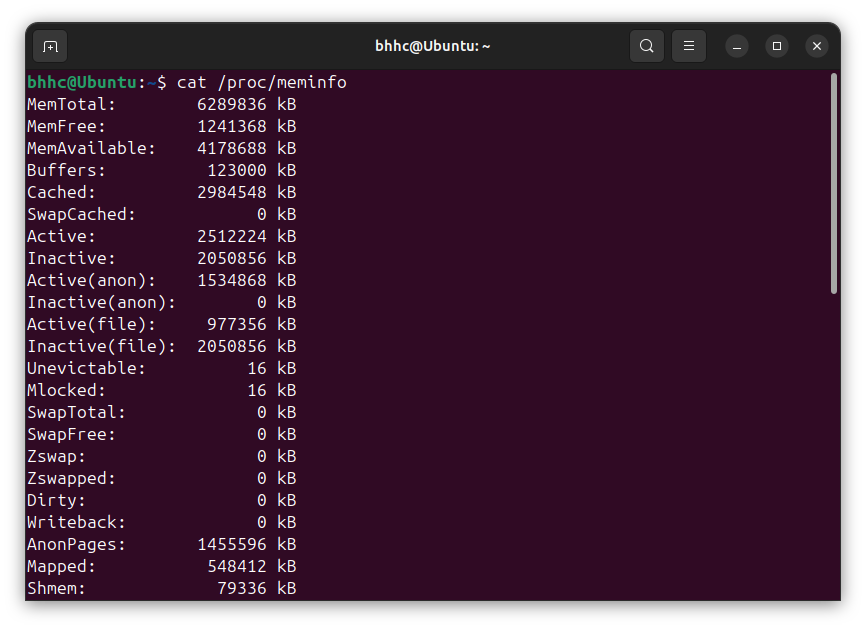 bhhc@Ubuntu: ~
bhhc@Ubuntu:~$ cat /proc/meminfo
MemTotal:        6289836 kB
MemFree:         1241368 kB
MemAvailable:    4178688 kB
Buffers:          123000 kB
Cached:          2984548 kB
SwapCached:            0 kB
Active:          2512224 kB
Inactive:        2050856 kB
Active(anon):    1534868 kB
Inactive(anon):        0 kB
Active(file):     977356 kB
Inactive(file):  2050856 kB
Unevictable:          16 kB
Mlocked:              16 kB
SwapTotal:             0 kB
SwapFree:              0 kB
Zswap:                 0 kB
Zswapped:              0 kB
Dirty:                 0 kB
Writeback:             0 kB
AnonPages:       1455596 kB
Mapped:           548412 kB
Shmem:             79336 kB